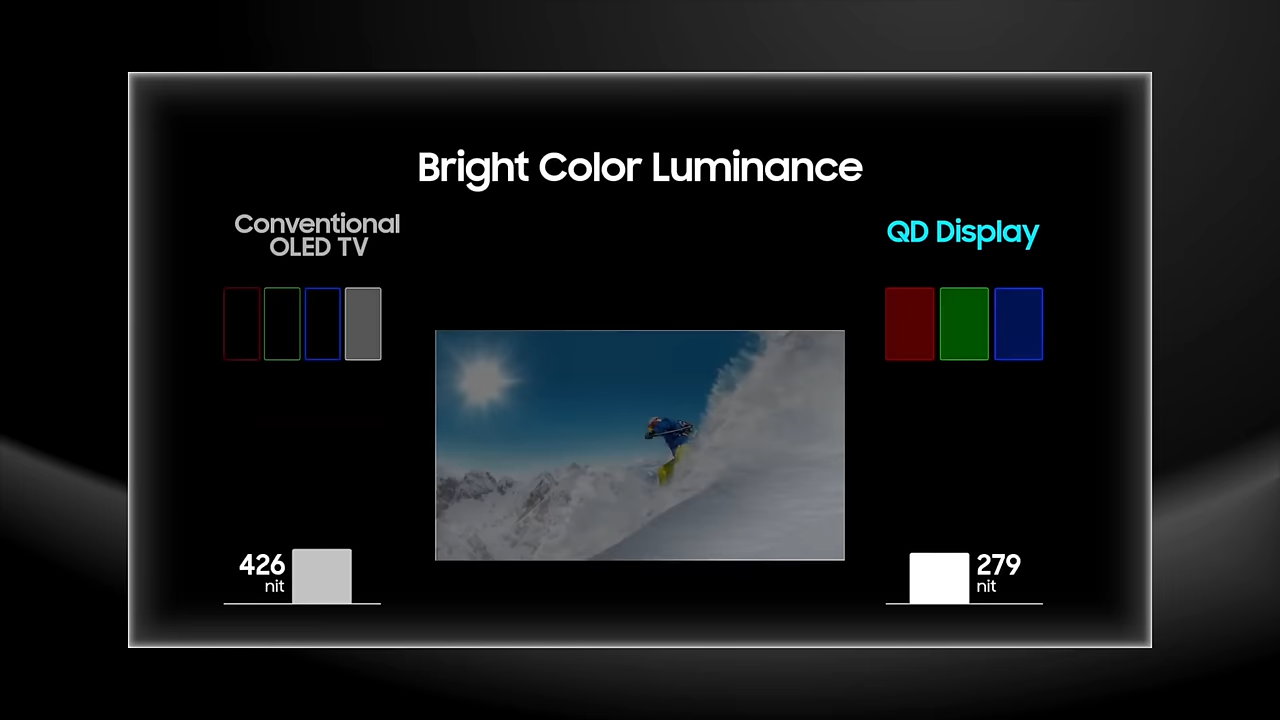 Bright Color Luminance
Conventional
OLED TV
QD Display
426
nit
279
nit